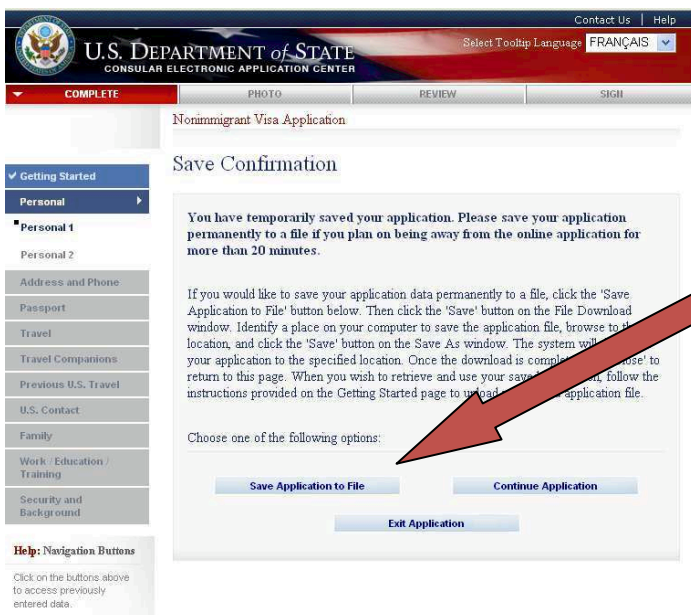 Contact Us | Help
U.S. DEPARTMENT of STATE
CONSULAR ELECTRONIC APPLICATION CENTER
Select Tooltip Language FRANÇAIS
COMPLETE
PHOTO
REVIEW
SIGN
Nonimmigrant Visa Application
Save Confirmation
Getting Started
Personal
Personal 1
Personal 2
Address and Phone
Passport
Travel
Travel Companions
Previous U.S. Travel
U.S. Contact
Family
Work / Education /
Training
Security and
Background
Help: Navigation Buttons
Click on the buttons above
to access previously
entered data.
You have temporarily saved your application. Please save your application
permanently to a file if you plan on being away from the online application for
more than 20 minutes.
If you would like to save your application data permanently to a file, click the 'Save
Application to File' button below. Then click the 'Save' button on the File Download
window. Identify a place on your computer to save the application file, browse to
location, and click the 'Save' button on the Save As window. The system will
your application to the specified location. Once the download is to
return to this page. When you wish to retrieve and use your follow the
instructions provided on the Getting Started page to application file.
Choose one of the following options:
Save Application to File
Continue Application
Exit Application